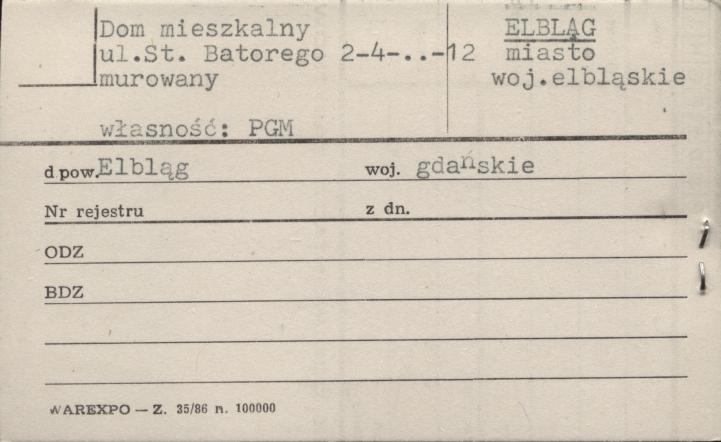 Dom mieszkalny ELBLĄG
ul.St. Batorego 2-4-..-12 miasto
murowany woj.elbląskie
własność: PGM
d pow.Elbląg woj. gdańskie
Nr rejestru z dn.
ODZ
BDZ
WAREXPO — Z. 35/86 n. 100000